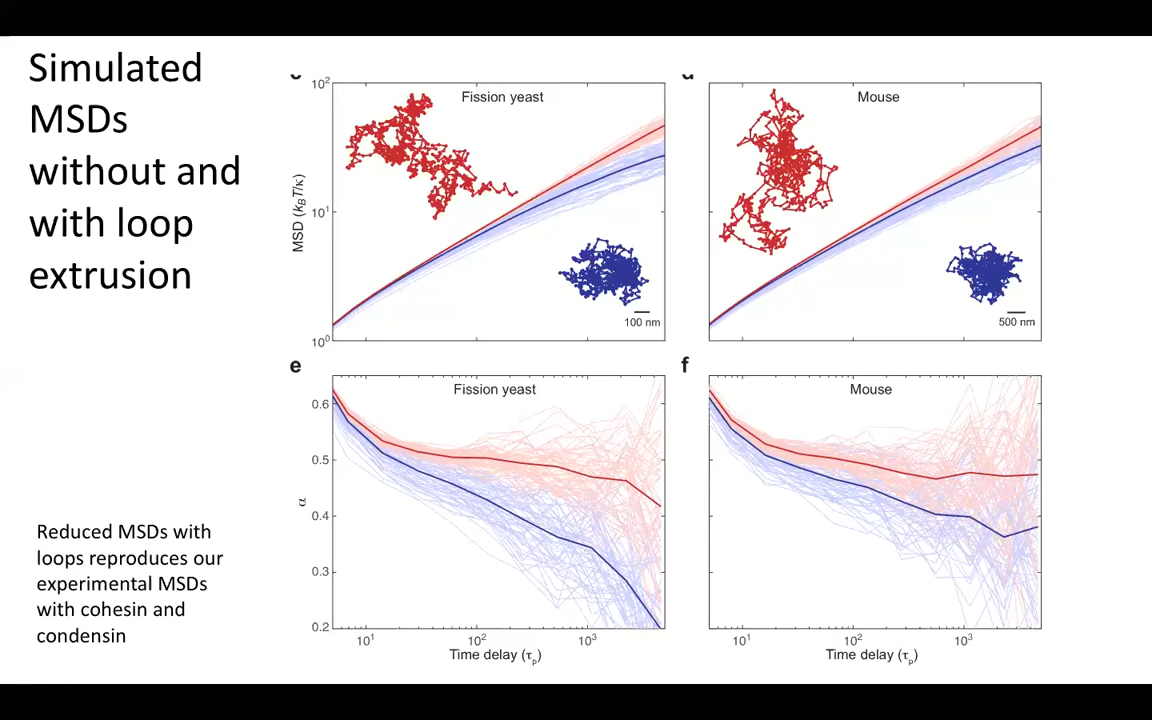 Simulated
MSDs
without and
with loop
extrusion
Reduced MSDs with
loops reproduces our
experimental MSDs
with cohesin and
condensin
c
d
Fission yeast
Mouse
MSD (k_BT/κ)
10²
10¹
10⁰
100 nm
500 nm
e
f
Fission yeast
Mouse
α
0.6
0.5
0.4
0.3
0.2
10¹ 10² 10³
10¹ 10² 10³
Time delay (τ_p)
Time delay (τ_p)